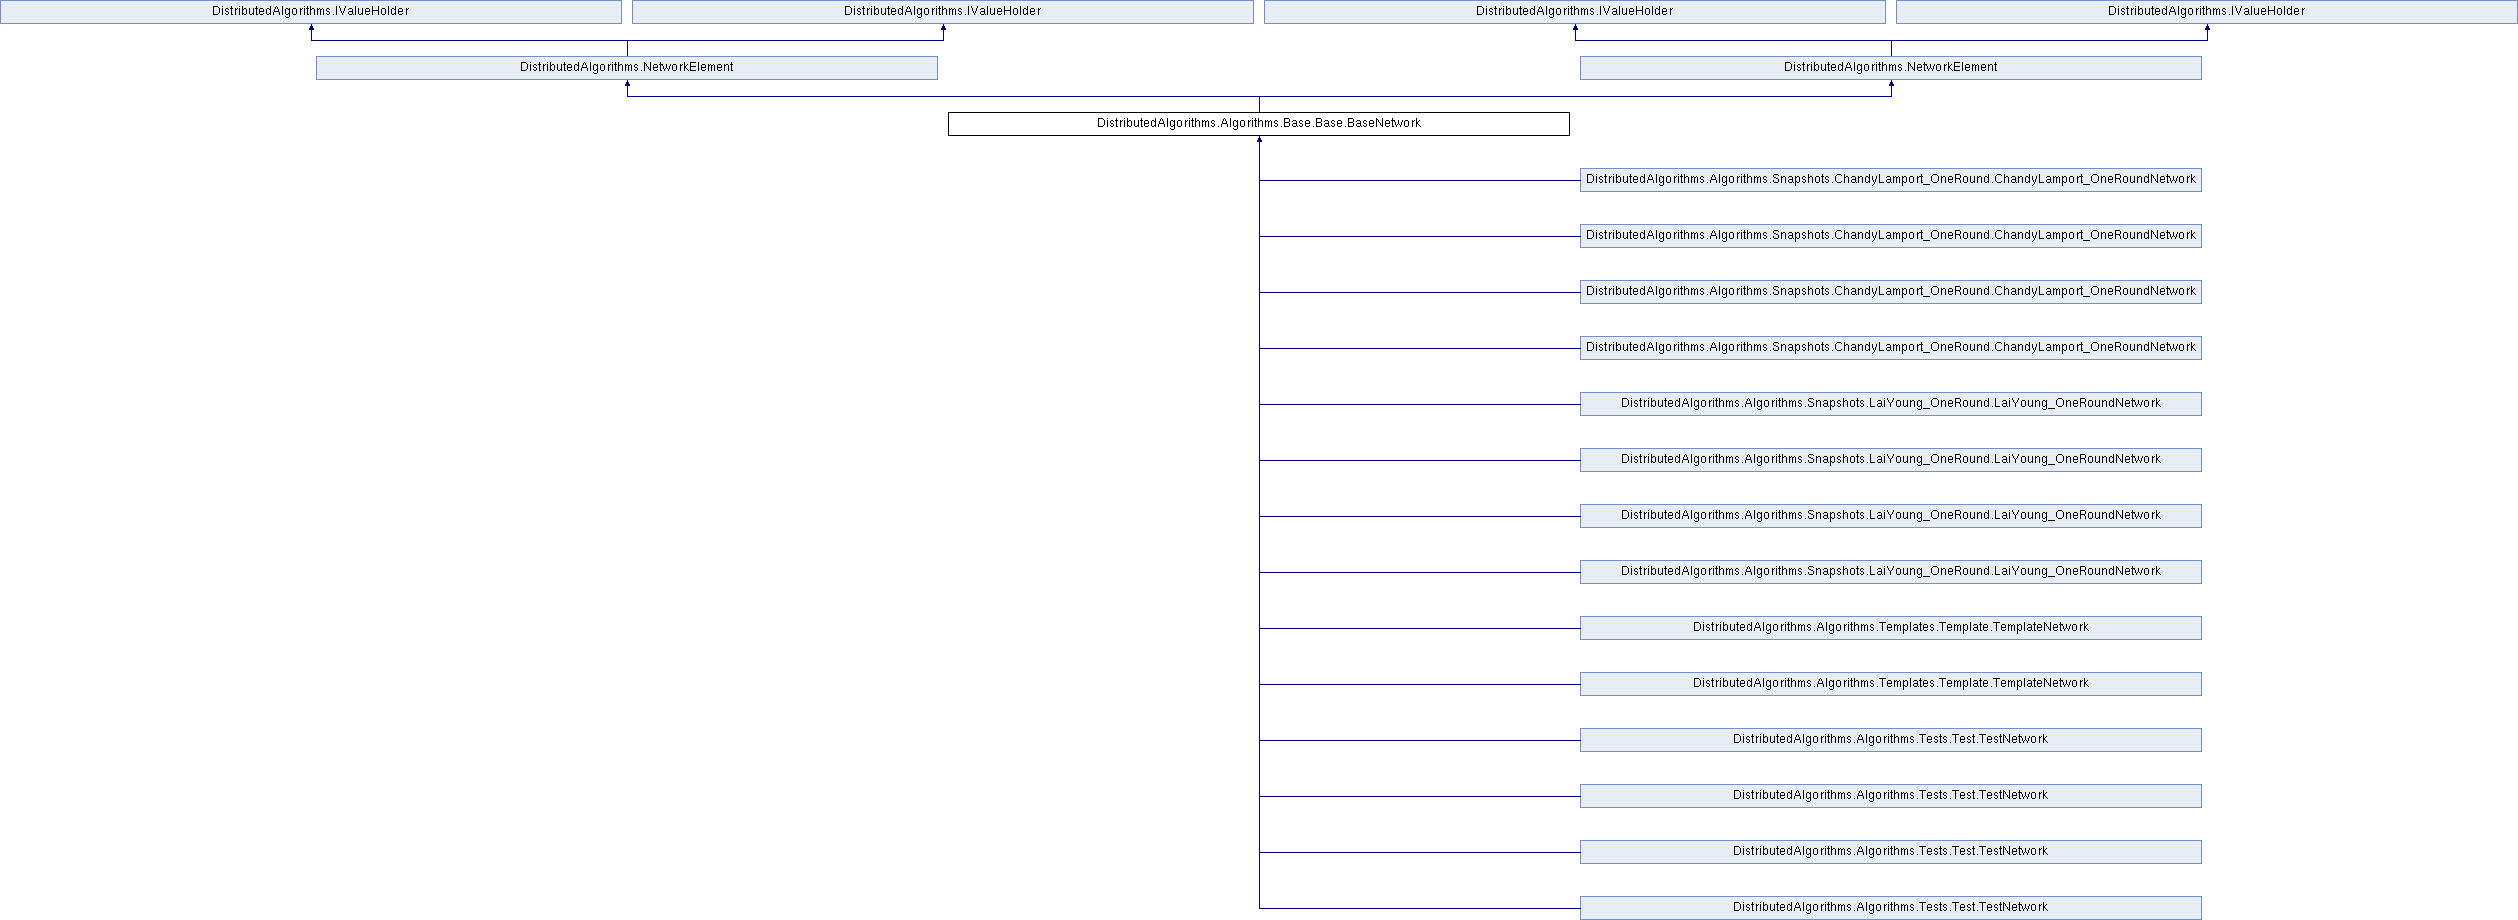 DistributedAlgorithms.IValueHolder
DistributedAlgorithms.IValueHolder
DistributedAlgorithms.IValueHolder
DistributedAlgorithms.IValueHolder
DistributedAlgorithms.NetworkElement
DistributedAlgorithms.NetworkElement
DistributedAlgorithms.Algorithms.Base.Base.BaseNetwork
DistributedAlgorithms.Algorithms.Snapshots.ChandyLamport_OneRound.ChandyLamport_OneRoundNetwork
DistributedAlgorithms.Algorithms.Snapshots.ChandyLamport_OneRound.ChandyLamport_OneRoundNetwork
DistributedAlgorithms.Algorithms.Snapshots.ChandyLamport_OneRound.ChandyLamport_OneRoundNetwork
DistributedAlgorithms.Algorithms.Snapshots.ChandyLamport_OneRound.ChandyLamport_OneRoundNetwork
DistributedAlgorithms.Algorithms.Snapshots.LaiYoung_OneRound.LaiYoung_OneRoundNetwork
DistributedAlgorithms.Algorithms.Snapshots.LaiYoung_OneRound.LaiYoung_OneRoundNetwork
DistributedAlgorithms.Algorithms.Snapshots.LaiYoung_OneRound.LaiYoung_OneRoundNetwork
DistributedAlgorithms.Algorithms.Snapshots.LaiYoung_OneRound.LaiYoung_OneRoundNetwork
DistributedAlgorithms.Algorithms.Templates.Template.TemplateNetwork
DistributedAlgorithms.Algorithms.Templates.Template.TemplateNetwork
DistributedAlgorithms.Algorithms.Tests.Test.TestNetwork
DistributedAlgorithms.Algorithms.Tests.Test.TestNetwork
DistributedAlgorithms.Algorithms.Tests.Test.TestNetwork
DistributedAlgorithms.Algorithms.Tests.Test.TestNetwork